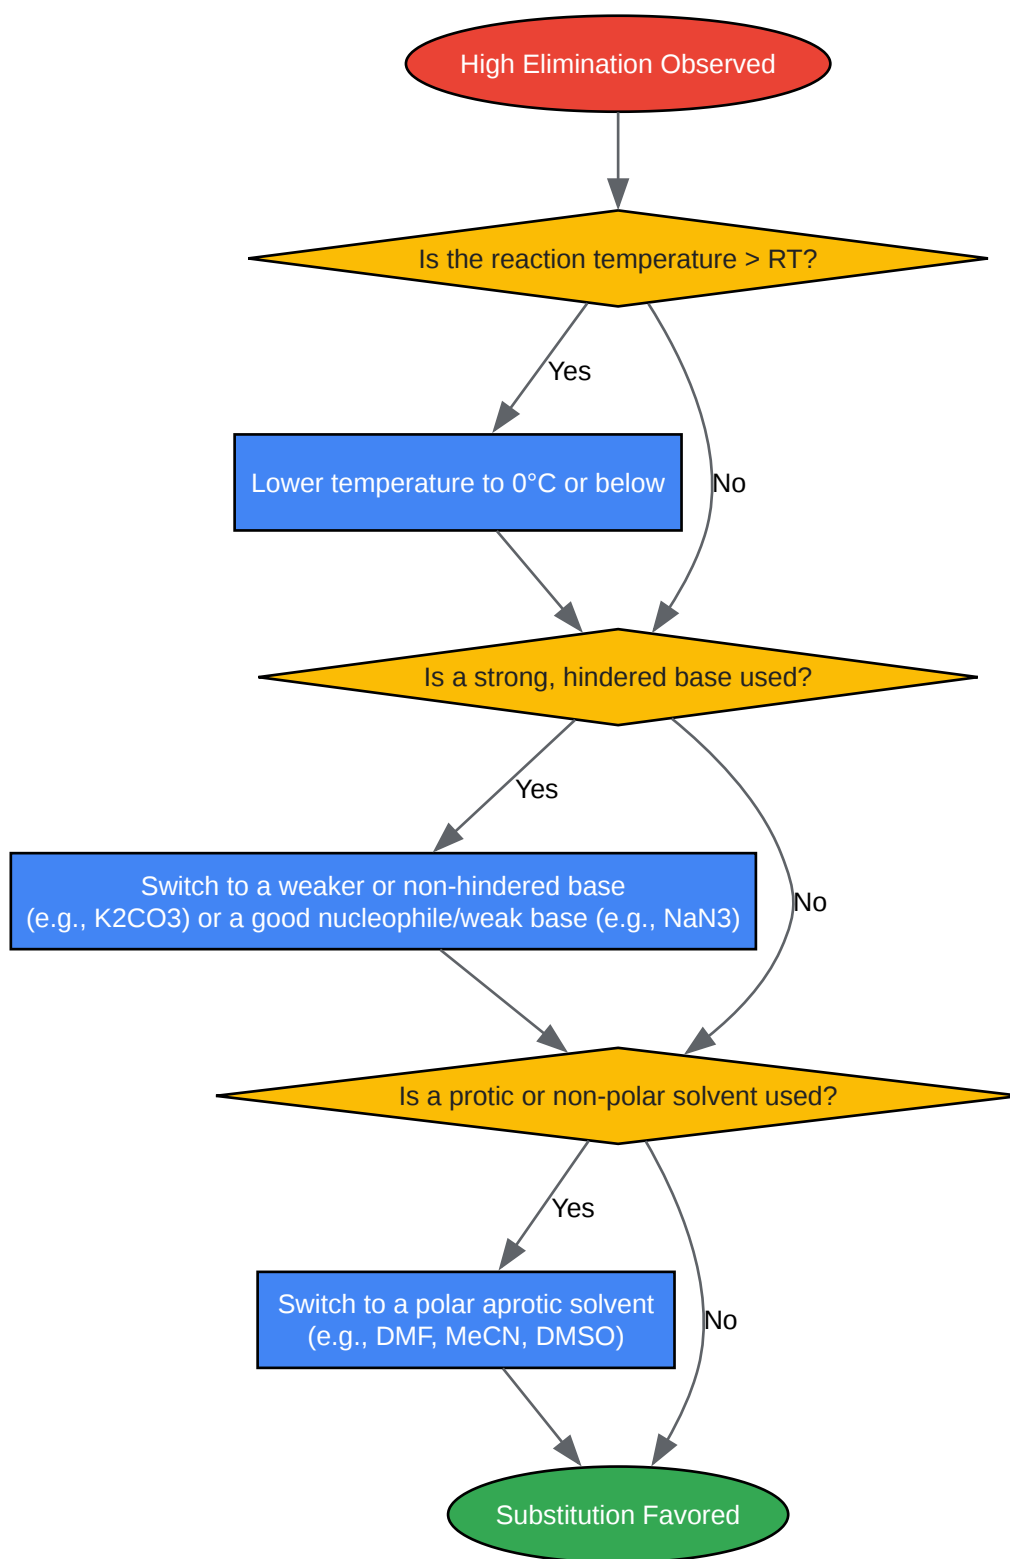 High Elimination Observed
Is the reaction temperature > RT?
Yes
Lower temperature to 0°C or below
No
Is a strong, hindered base used?
Yes
Switch to a weaker or non-hindered base
(e.g., K2CO3) or a good nucleophile/weak base (e.g., NaN3)
No
Is a protic or non-polar solvent used?
Yes
Switch to a polar aprotic solvent
(e.g., DMF, MeCN, DMSO)
No
Substitution Favored